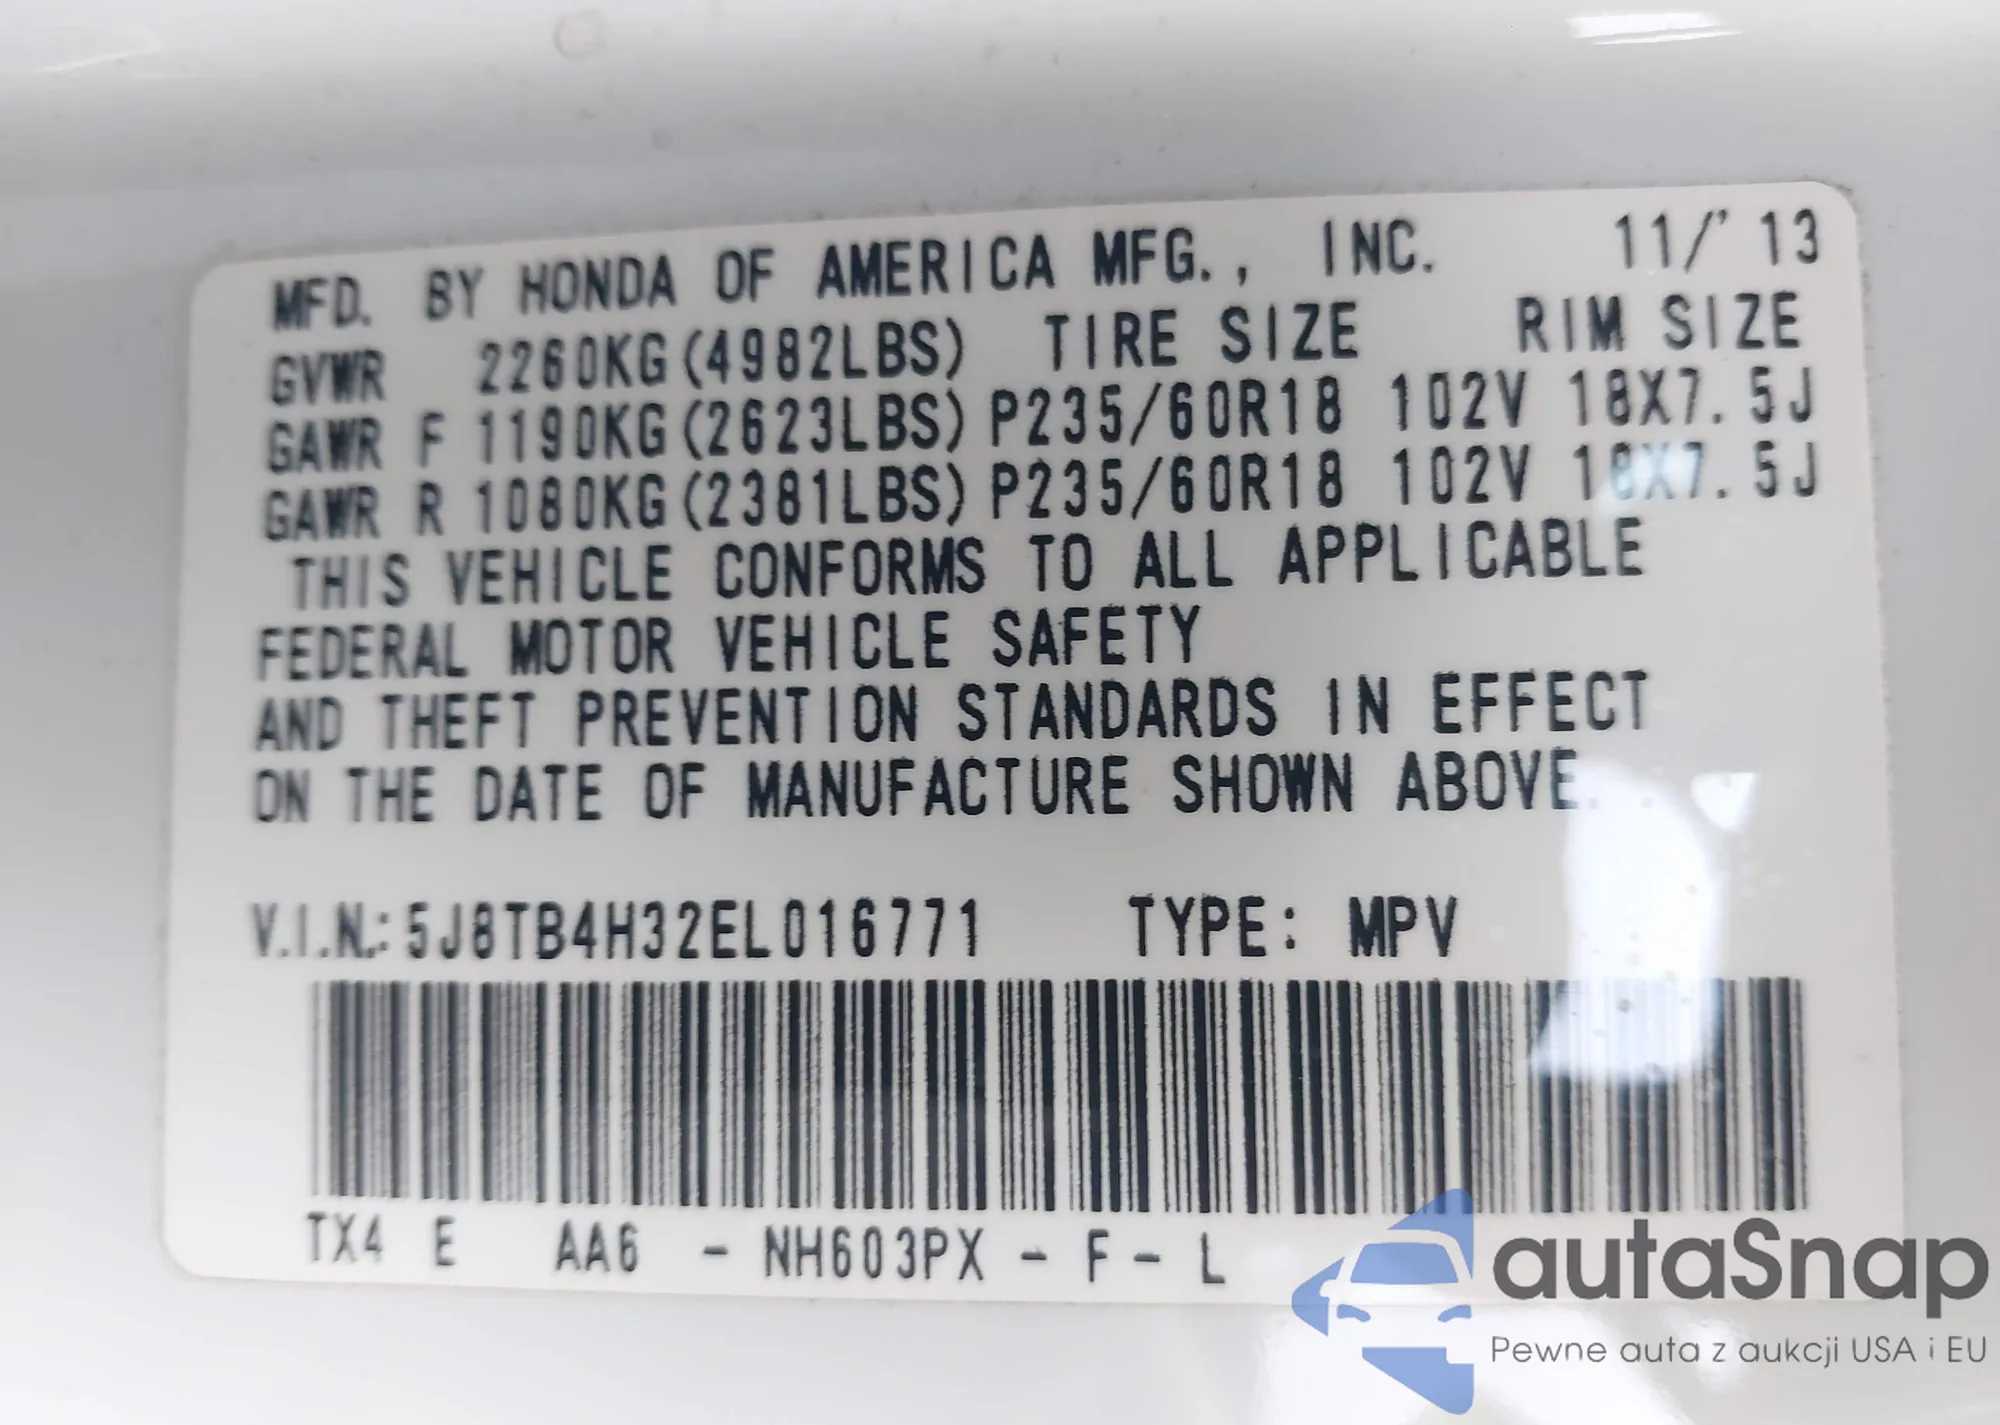 MFD. BY HONDA OF AMERICA MFG., INC. 11/'13
GVWR 2260KG(4982LBS) TIRE SIZE RIM SIZE
GAWR F 1190KG(2623LBS) P235/60R18 102V 18X7.5J
GAWR R 1080KG(2381LBS) P235/60R18 102V 18X7.5J
THIS VEHICLE CONFORMS TO ALL APPLICABLE
FEDERAL MOTOR VEHICLE SAFETY
AND THEFT PREVENTION STANDARDS IN EFFECT
ON THE DATE OF MANUFACTURE SHOWN ABOVE.
V.I.N.: 5J8TB4H32EL016771 TYPE: MPV
TX4 E AA6 - NH603PX - F - L
autaSnap
Pewne auta z aukcji USA i EU